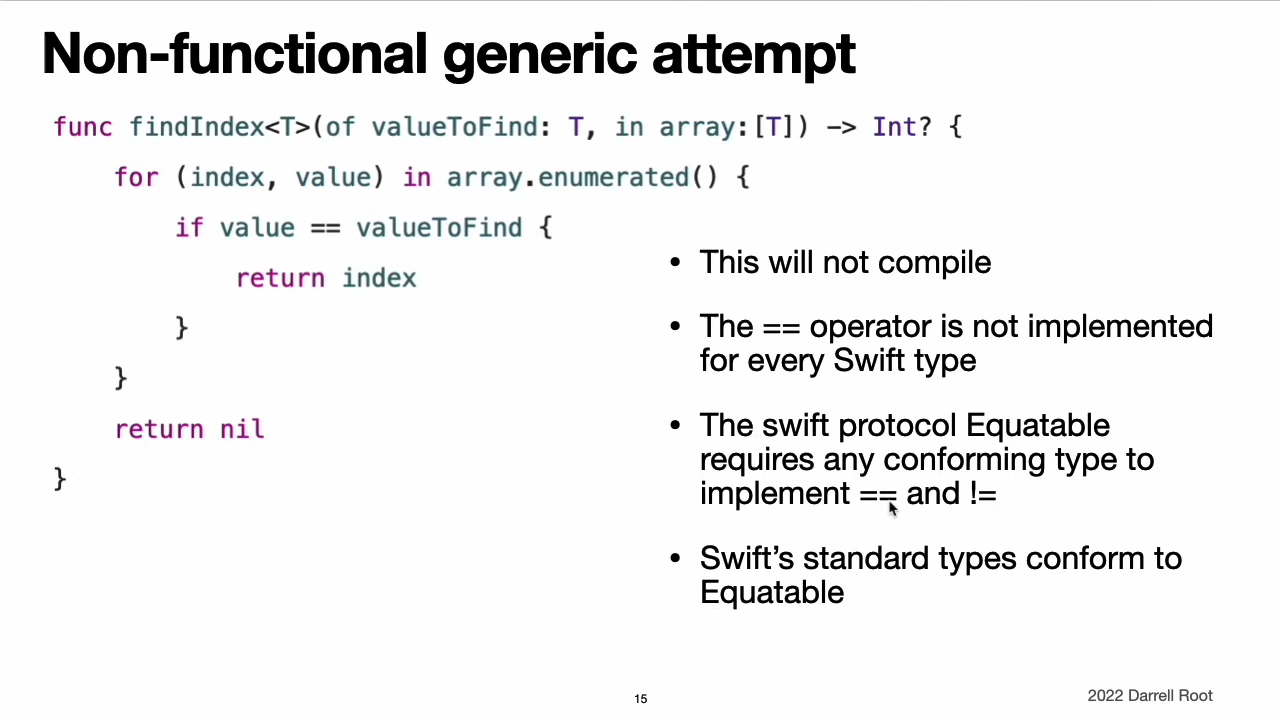 Non-functional generic attempt
func findIndex<T>(of valueToFind: T, in array:[T]) -> Int? {
for (index, value) in array.enumerated() {
if value == valueToFind {
return index
}
}
return nil
}
• This will not compile
• The == operator is not implemented
for every Swift type
• The swift protocol Equatable
requires any conforming type to
implement == and !=
• Swift’s standard types conform to
Equatable
15
2022 Darrell Root